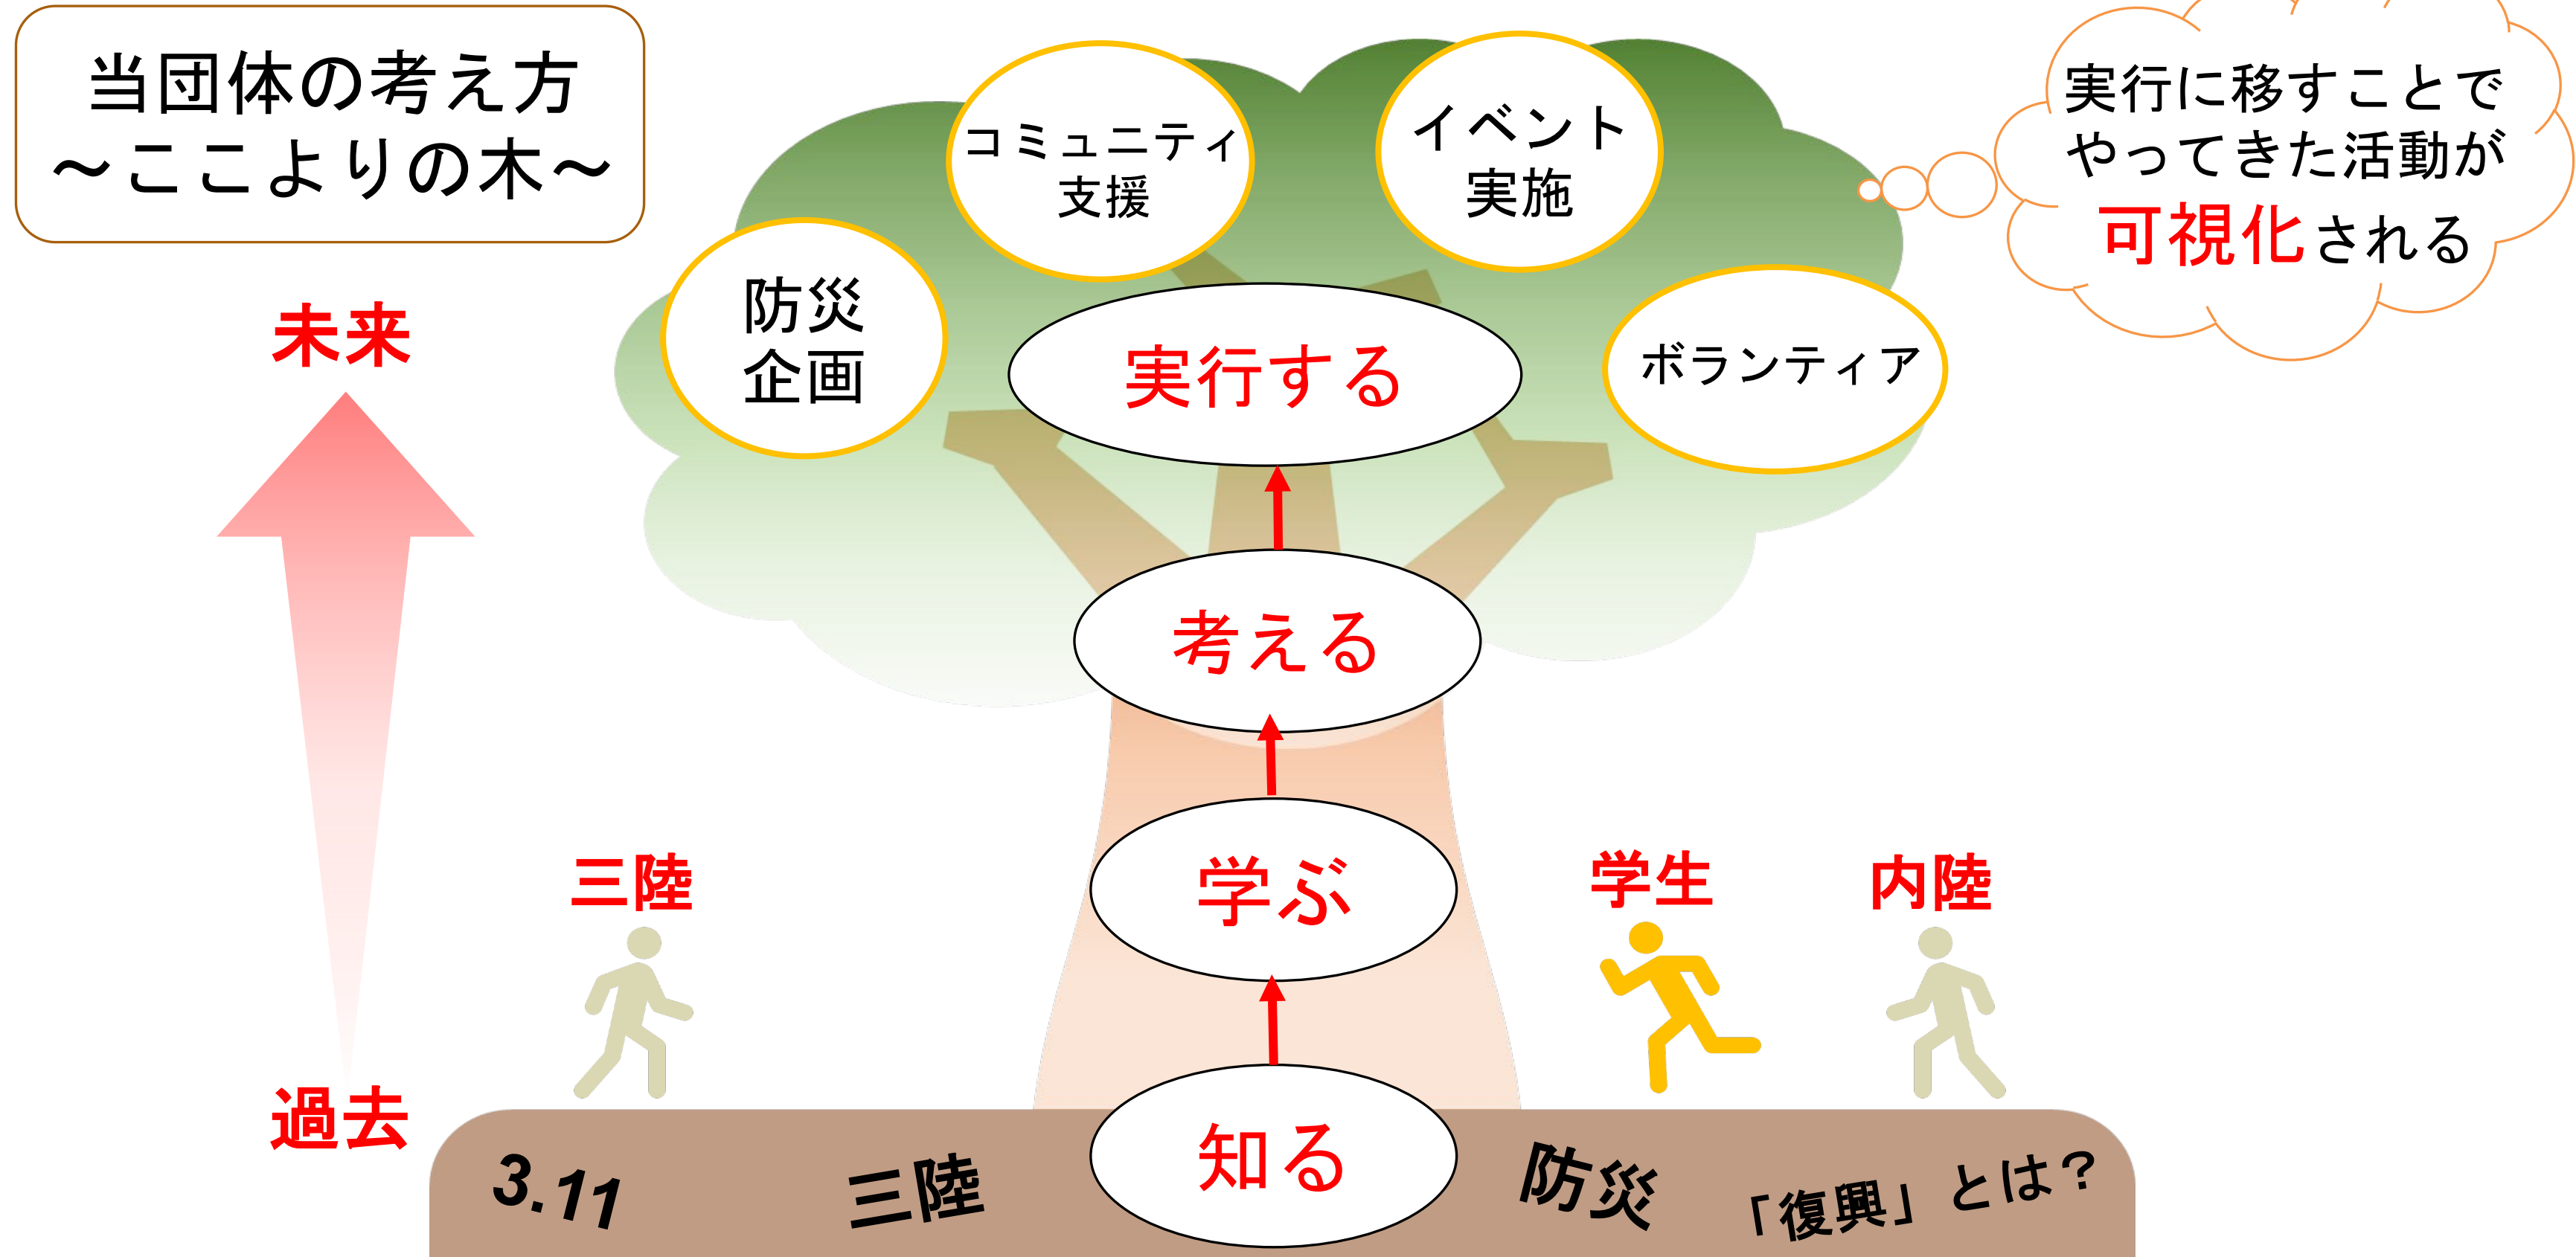 当団体の考え方
～ここよりの木～
実行に移すことで
やってきた活動が
可視化される
コミュニティ
支援
イベント
実施
防災
企画
ボランティア
未来
実行する
考える
学ぶ
知る
三陸
学生
内陸
過去
3.11
三陸
防災
「復興」とは？